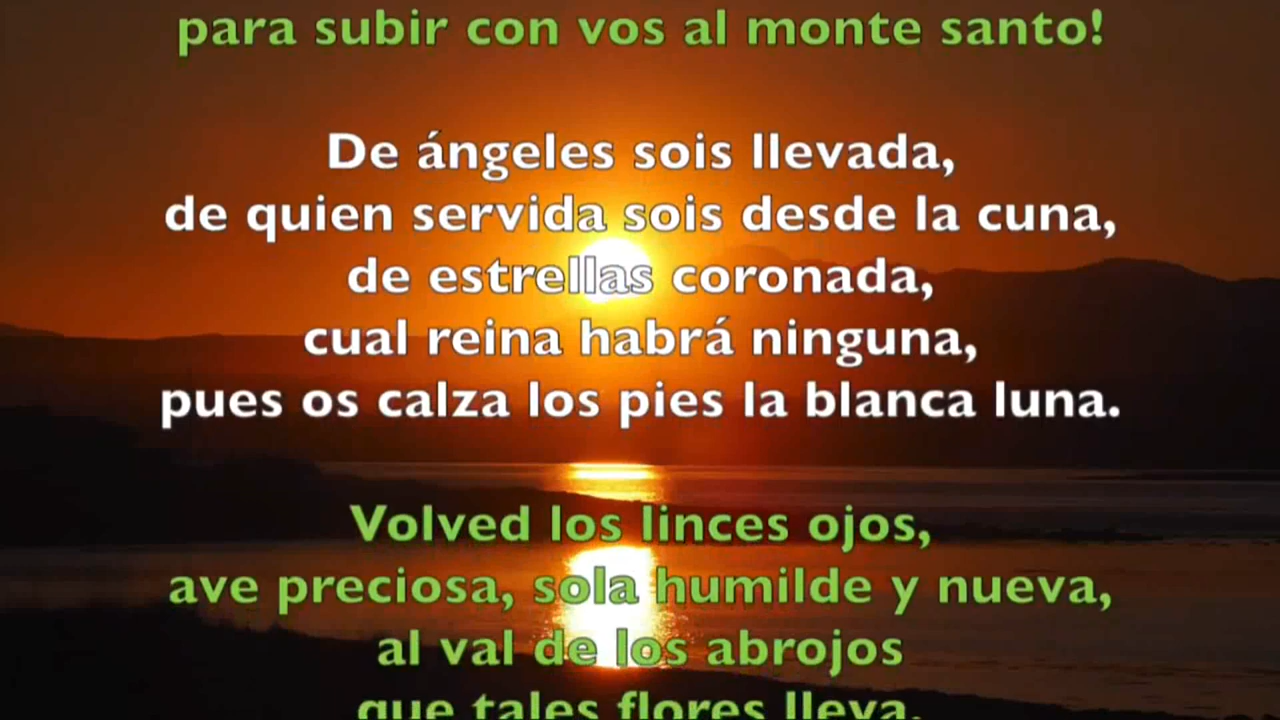 para subir con vos al monte santo!
De ángeles sois llevada,
de quien servida sois desde la cuna,
de estrellas coronada,
cual reina habrá ninguna,
pues os calza los pies la blanca luna.
Volved los linces ojos,
ave preciosa, sola humilde y nueva,
al val de los abrojos
que tales flores lleva,